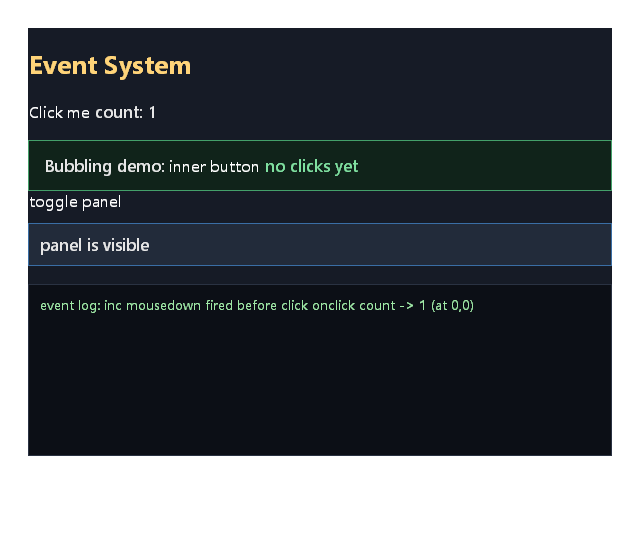 Event System
Click me count: 1
Bubbling demo: inner button no clicks yet
toggle panel
panel is visible
event log: inc mousedown fired before click onclick count -> 1 (at 0,0)